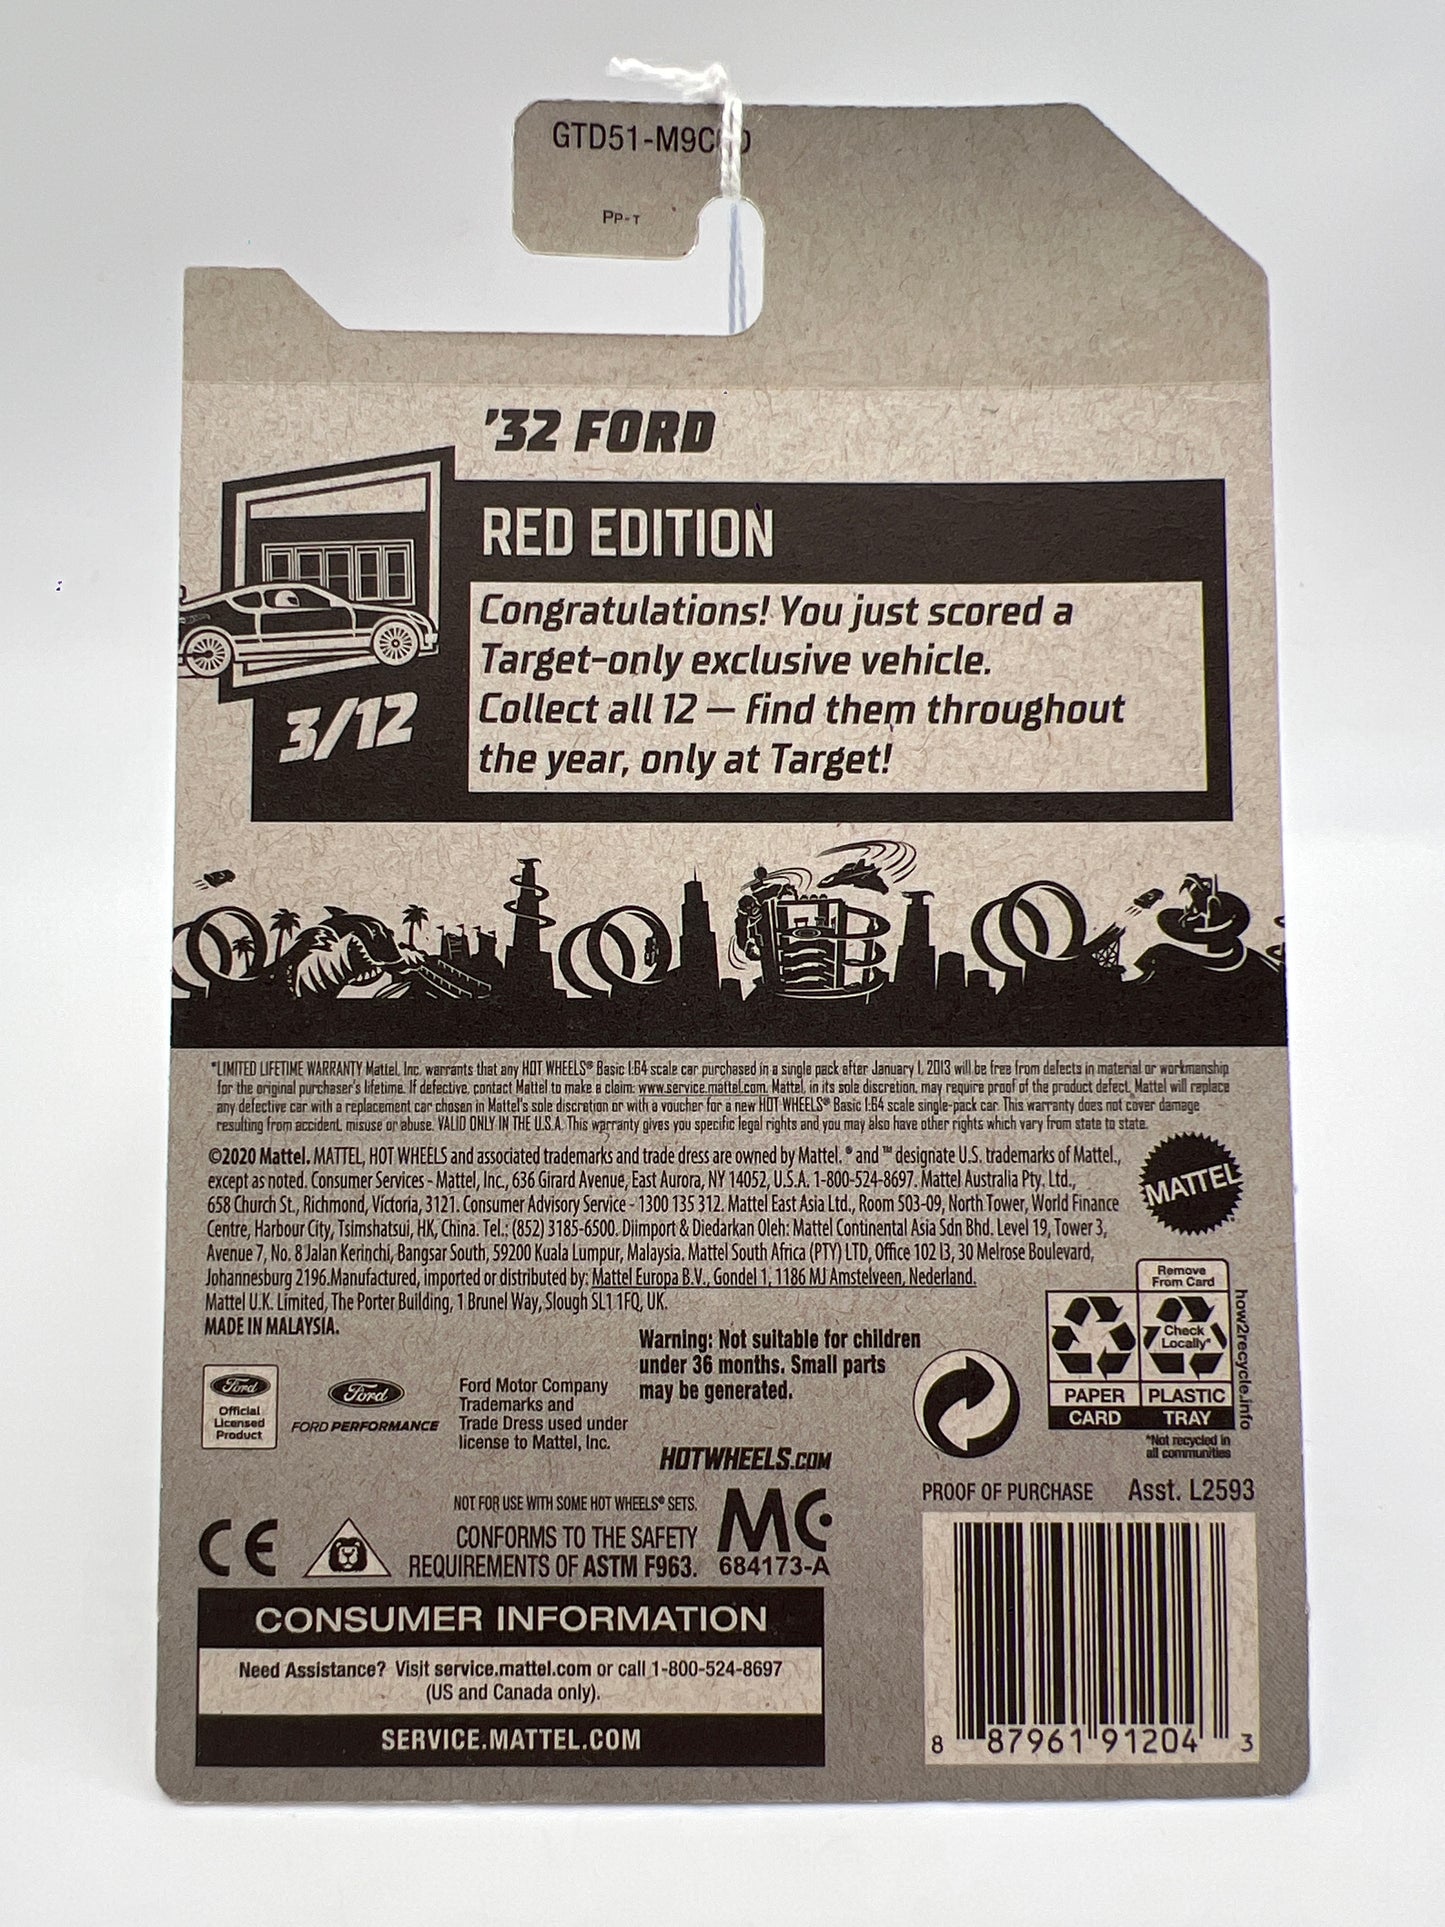 GTD51-M9C
PP-T
'32 FORD
RED EDITION
Congratulations! You just scored a
Target-only exclusive vehicle.
Collect all 12 — find them throughout
the year, only at Target!
3/12
*LIMITED LIFETIME WARRANTY Mattel, Inc. warrants that any HOT WHEELS® Basic 1:64 scale car purchased in a single pack after January 1, 2013 will be free from defects in material or workmanship
for the original purchaser's lifetime. If defective, contact Mattel to make a claim: www.service.mattel.com. Mattel, in its sole discretion, may require proof of the product defect. Mattel will replace
any defective car with a replacement car chosen in Mattel's sole discretion or with a voucher for a new HOT WHEELS® Basic 1:64 scale single-pack car. This warranty does not cover damage
resulting from accident, misuse or abuse. VALID ONLY IN THE U.S.A. This warranty gives you specific legal rights and you may also have other rights which vary from state to state.
©2020 Mattel. MATTEL, HOT WHEELS and associated trademarks and trade dress are owned by Mattel. ® and ™ designate U.S. trademarks of Mattel.,
except as noted. Consumer Services - Mattel, Inc., 636 Girard Avenue, East Aurora, NY 14052, U.S.A. 1-800-524-8697. Mattel Australia Pty. Ltd.,
658 Church St., Richmond, Victoria, 3121. Consumer Advisory Service - 1300 135 312. Mattel East Asia Ltd., Room 503-09, North Tower, World Finance
Centre, Harbour City, Tsimshatsui, HK, China. Tel.: (852) 3185-6500. Diimport & Diedarkan Oleh: Mattel Continental Asia Sdn Bhd. Level 19, Tower 3,
Avenue 7, No. 8 Jalan Kerinchi, Bangsar South, 59200 Kuala Lumpur, Malaysia. Mattel South Africa (PTY) LTD, Office 102 I3, 30 Melrose Boulevard,
Johannesburg 2196.Manufactured, imported or distributed by: Mattel Europa B.V., Gondel 1, 1186 MJ Amstelveen, Nederland.
Mattel U.K. Limited, The Porter Building, 1 Brunel Way, Slough SL1 1FQ, UK.
MADE IN MALAYSIA.
MATTEL
Remove
From Card
Check
Locally*
PAPER
PLASTIC
CARD
TRAY
how2recycle.info
*Not recycled in
all communities
Warning: Not suitable for children
under 36 months. Small parts
may be generated.
Ford
Official
Licensed
Product
Ford
FORD PERFORMANCE
Ford Motor Company
Trademarks and
Trade Dress used under
license to Mattel, Inc.
HOTWHEELS.COM
PROOF OF PURCHASE
Asst. L2593
CE
NOT FOR USE WITH SOME HOT WHEELS® SETS.
CONFORMS TO THE SAFETY
REQUIREMENTS OF ASTM F963.
MC
684173-A
CONSUMER INFORMATION
Need Assistance? Visit service.mattel.com or call 1-800-524-8697
(US and Canada only).
SERVICE.MATTEL.COM
8 87961 91204 3